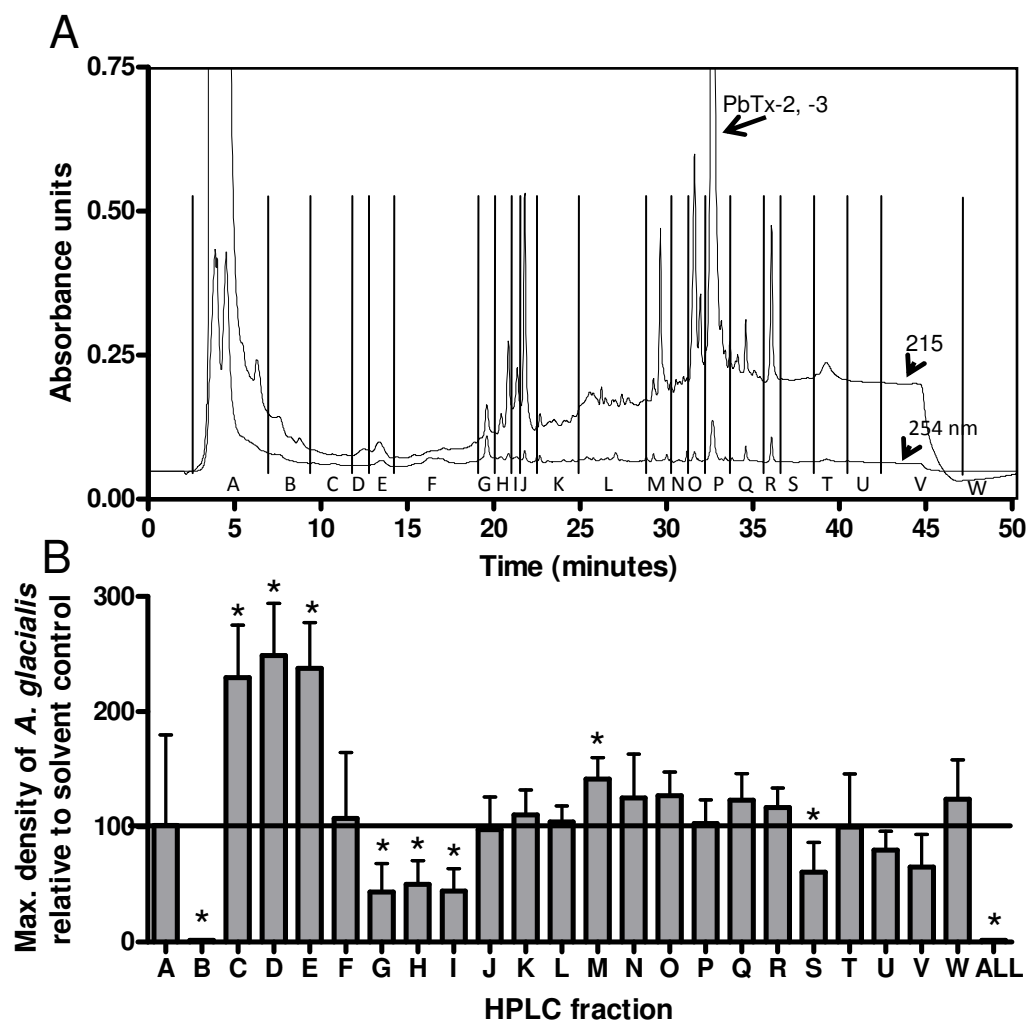 A
Absorbance units
0.75
0.50
0.25
0.00
PbTx-2, -3
215
254 nm
A B C D E F G H I J K L M N O P Q R S T U V W
0 5 10 15 20 25 30 35 40 45 50
Time (minutes)
B
Max. density of A. glacialis
relative to solvent control
300
200
100
0
* * * * * * * * * *
A B C D E F G H I J K L M N O P Q R S T U V W ALL
HPLC fraction